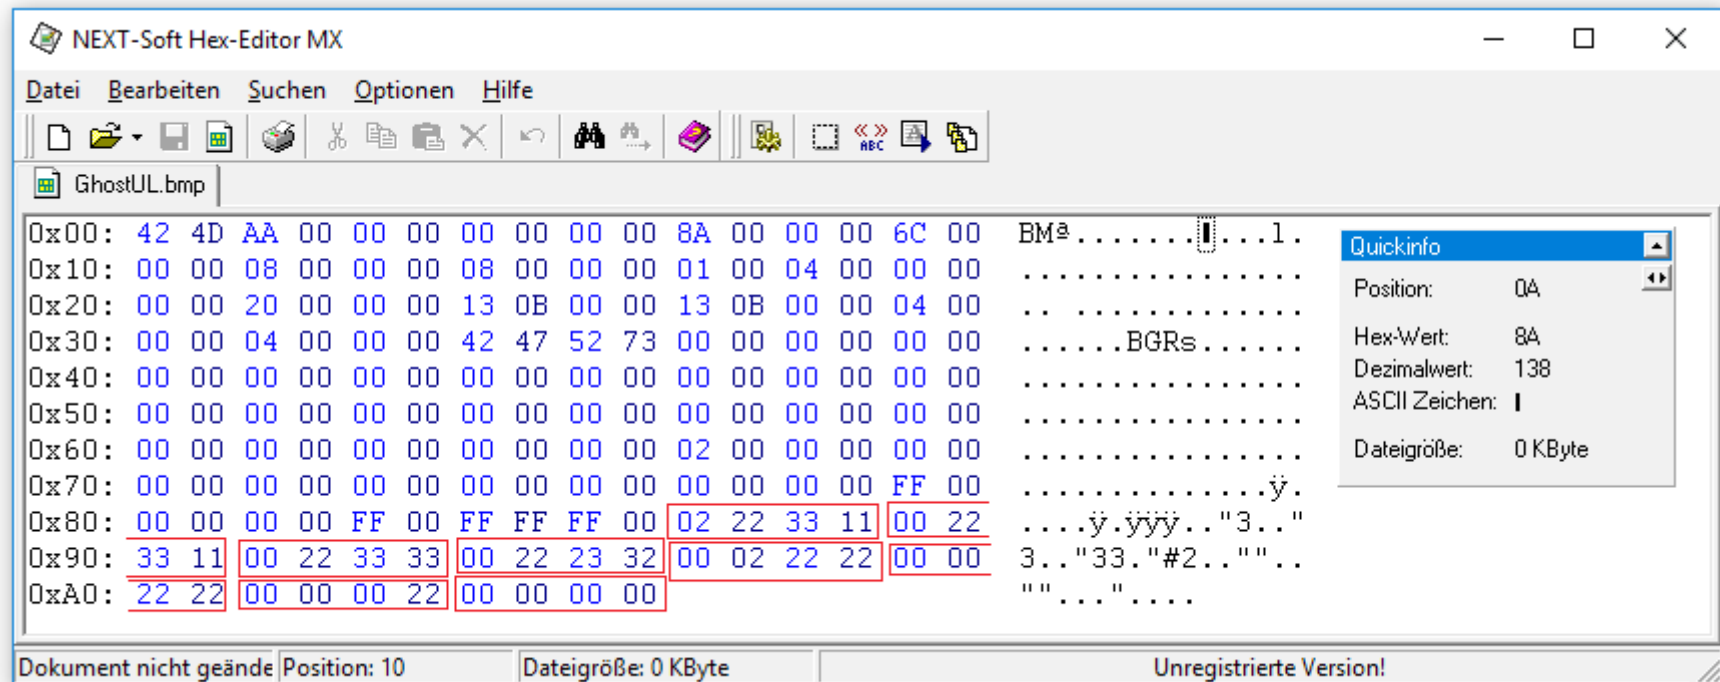 NEXT-Soft Hex-Editor MX
Datei Bearbeiten Suchen Optionen Hilfe
ABC
GhostUL.bmp
0x00: 42 4D AA 00 00 00 00 00 00 00 8A 00 00 00 6C 00 BMª.......▌...l.
0x10: 00 00 08 00 00 00 08 00 00 00 01 00 04 00 00 00 ................
0x20: 00 00 20 00 00 00 13 0B 00 00 13 0B 00 00 04 00 .. .............
0x30: 00 00 04 00 00 00 42 47 52 73 00 00 00 00 00 00 ......BGRs......
0x40: 00 00 00 00 00 00 00 00 00 00 00 00 00 00 00 00 ................
0x50: 00 00 00 00 00 00 00 00 00 00 00 00 00 00 00 00 ................
0x60: 00 00 00 00 00 00 00 00 00 00 02 00 00 00 00 00 ................
0x70: 00 00 00 00 00 00 00 00 00 00 00 00 00 00 FF 00 ..............ÿ.
0x80: 00 00 00 00 FF 00 FF FF FF 00 02 22 33 11 00 22 ....ÿ.ÿÿÿ.."3.."
0x90: 33 11 00 22 33 33 00 22 23 32 00 02 22 22 00 00 3.."33."#2..""..
0xA0: 22 22 00 00 00 22 00 00 00 00 ""..."....
Quickinfo
Position: 0A
Hex-Wert: 8A
Dezimalwert: 138
ASCII Zeichen: ▌
Dateigröße: 0 KByte
Dokument nicht geände Position: 10 Dateigröße: 0 KByte Unregistrierte Version!